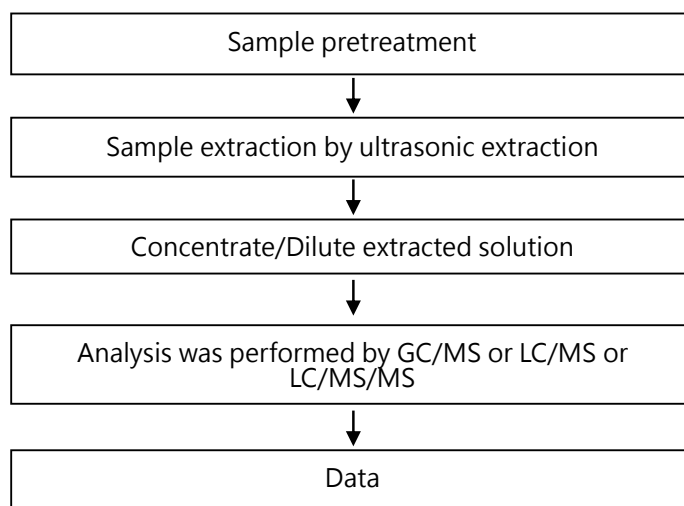 Sample pretreatment
Sample extraction by ultrasonic extraction
Concentrate/Dilute extracted solution
Analysis was performed by GC/MS or LC/MS or
LC/MS/MS
Data